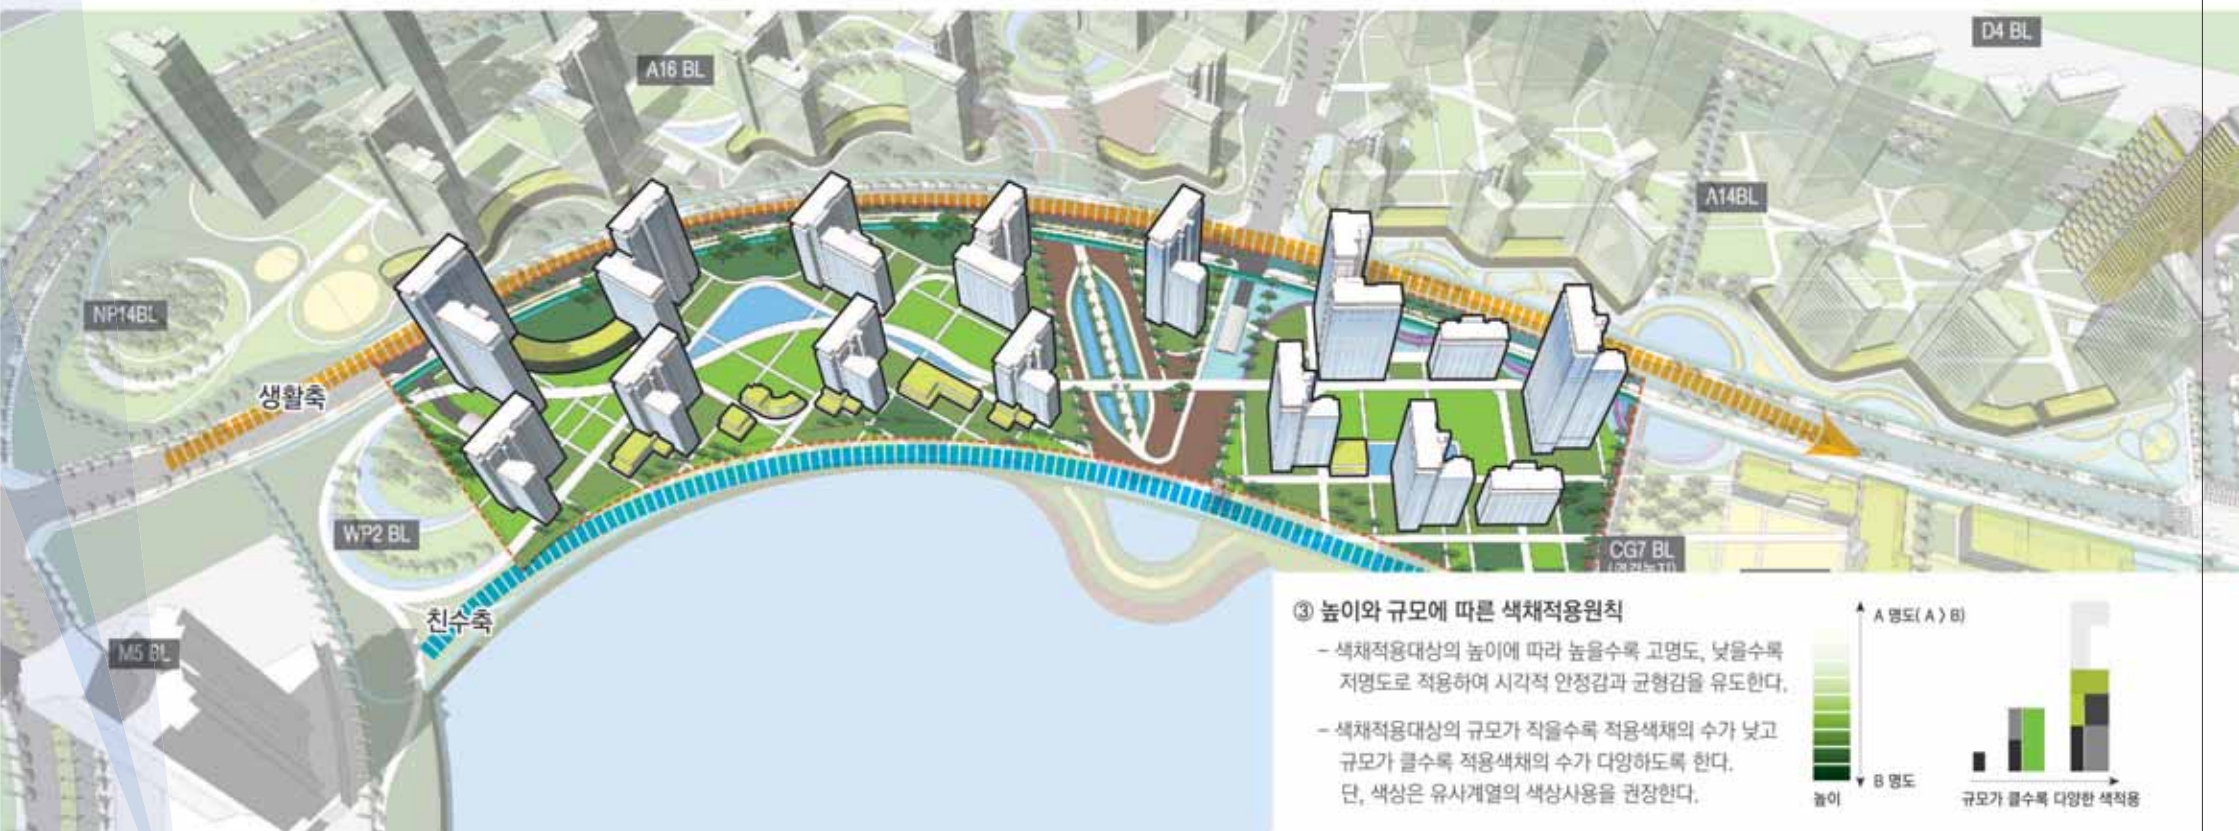 D4 BL
A16 BL
A14BL
NP14BL
생활축
WP2 BL
CG7 BL
친수축
M5 BL
③ 높이와 규모에 따른 색채적용원칙
– 색채적용대상의 높이에 따라 높을수록 고명도, 낮을수록
저명도로 적용하여 시각적 안정감과 균형감을 유도한다.
– 색채적용대상의 규모가 작을수록 적용색채의 수가 낮고
규모가 클수록 적용색채의 수가 다양하도록 한다.
단, 색상은 유사계열의 색상사용을 권장한다.
A 명도( A > B)
B 명도
높이
규모가 클수록 다양한 색적용